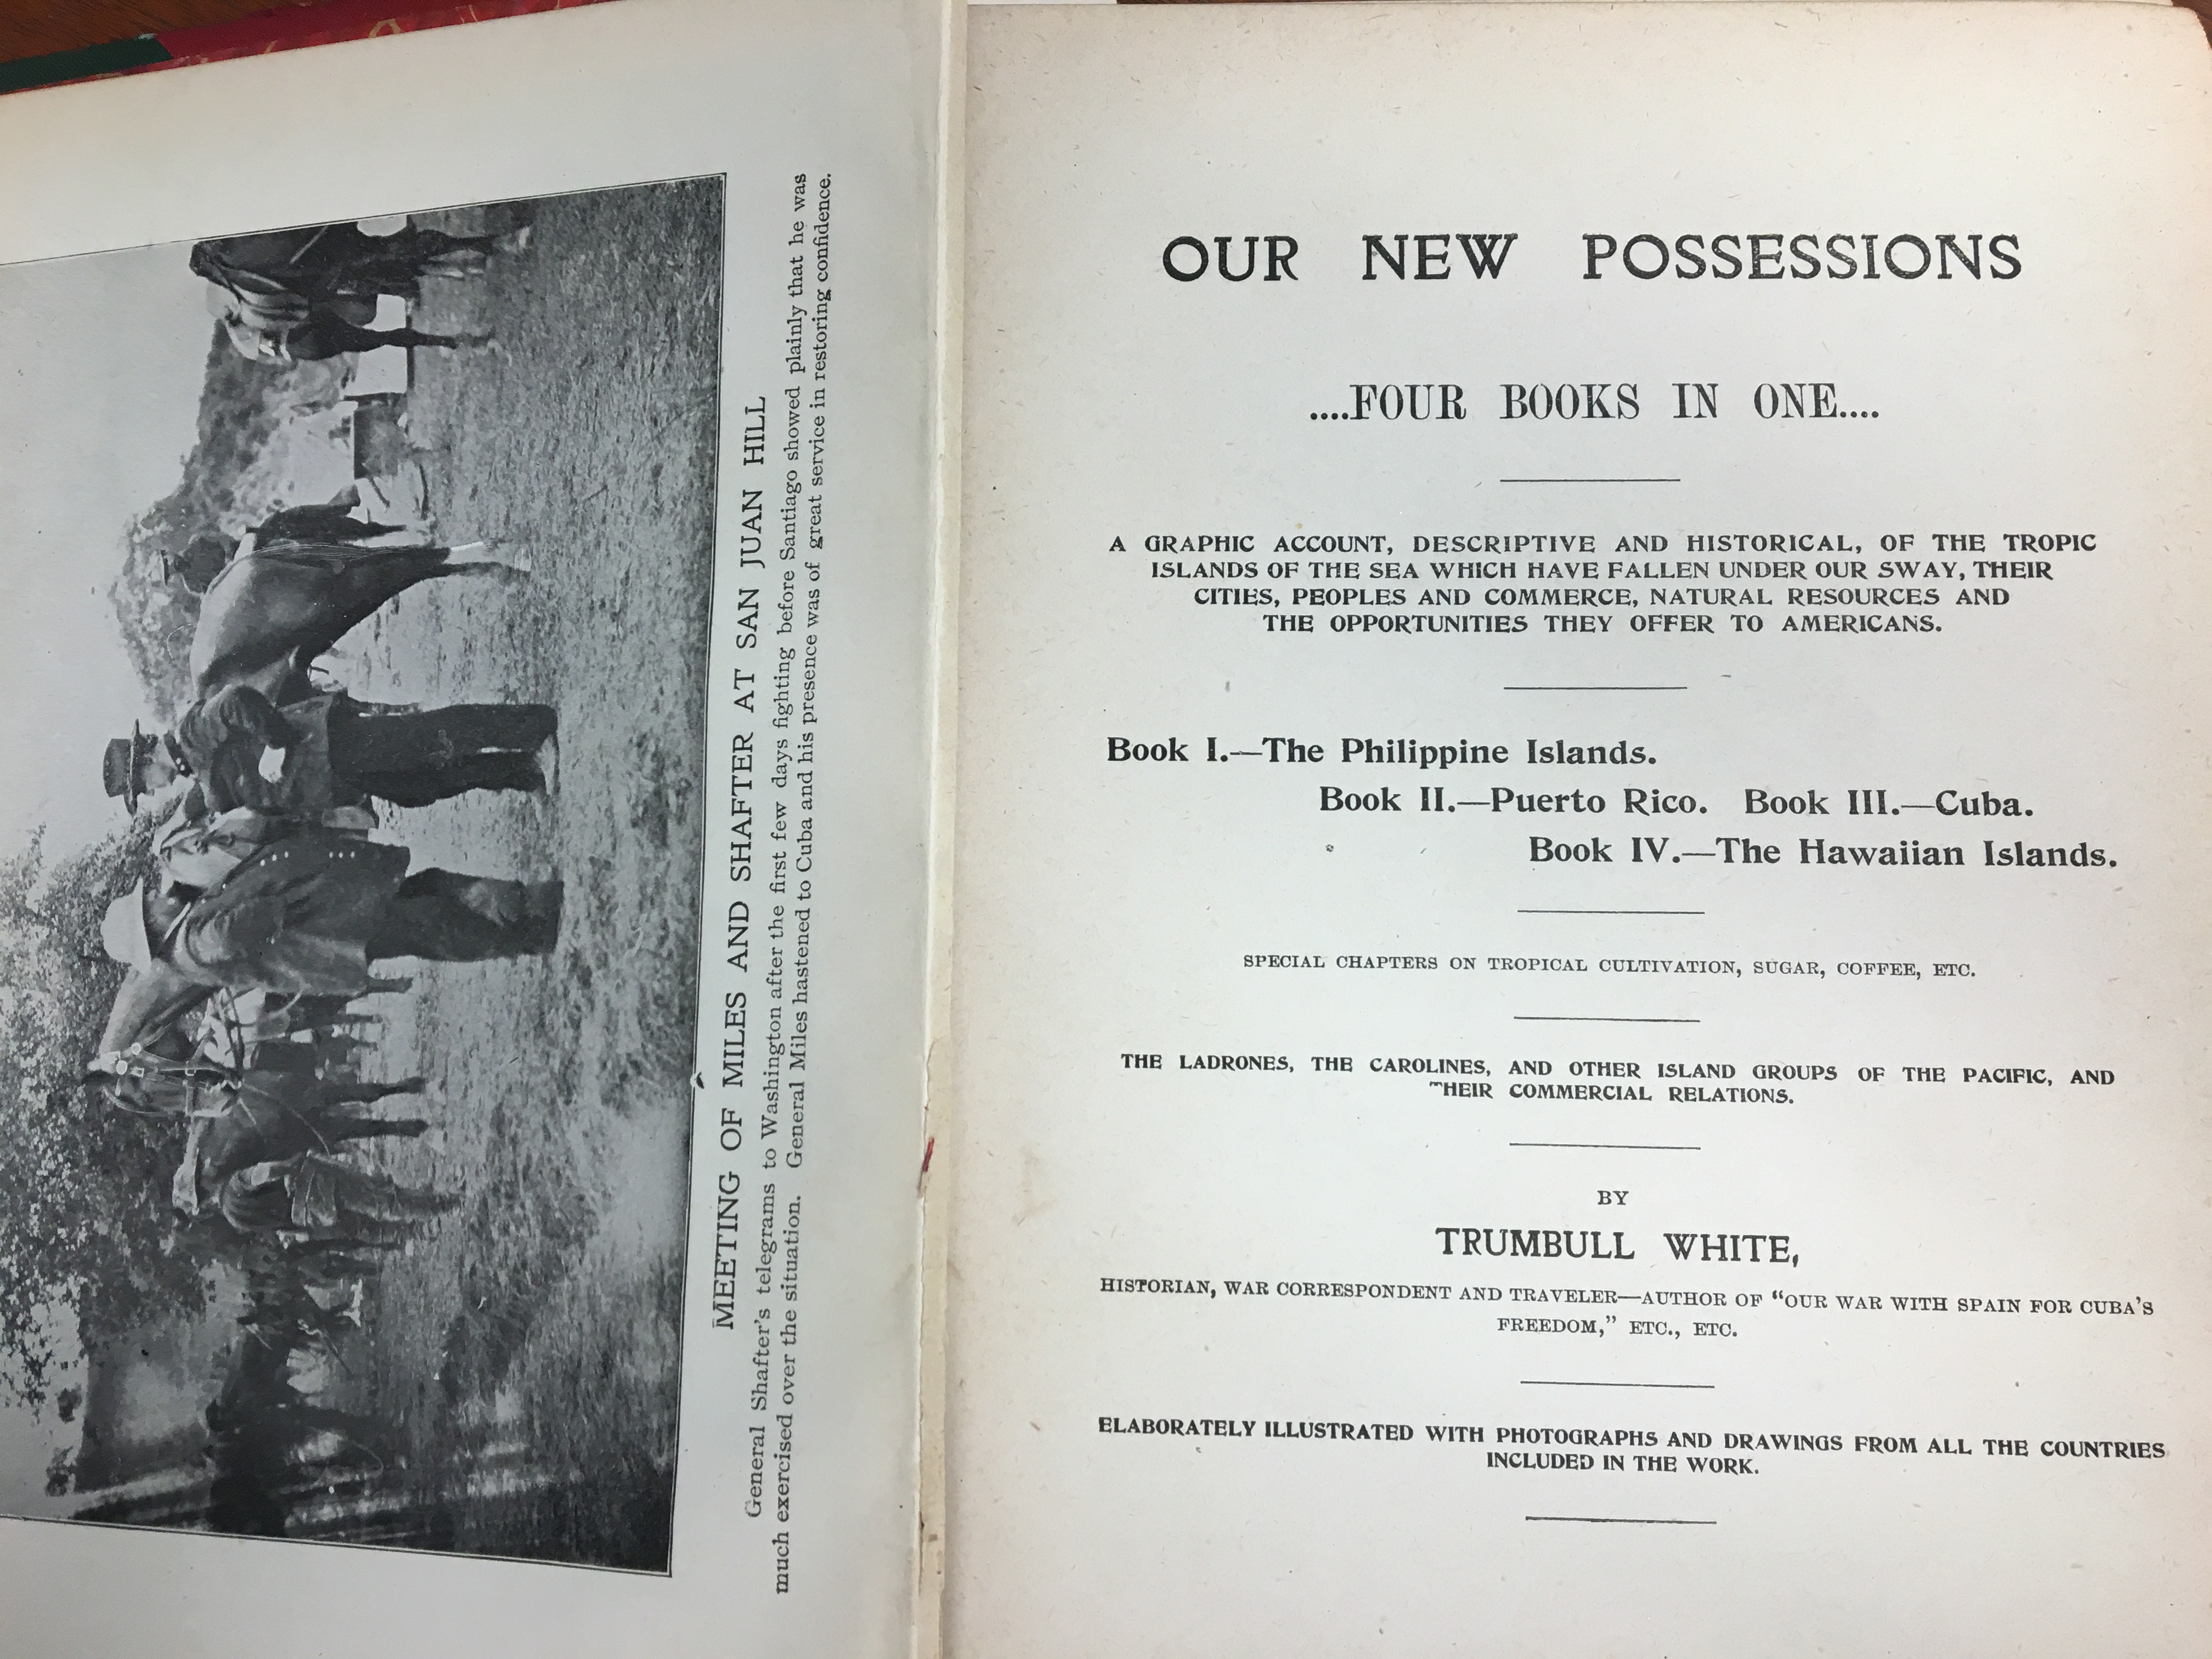 MEETING OF MILES AND SHAFTER AT SAN JUAN HILL
General Shafter's telegrams to Washington after the first few days fighting before Santiago showed plainly that he was
much exercised over the situation. General Miles hastened to Cuba and his presence was of great service in restoring confidence.
OUR NEW POSSESSIONS
....FOUR BOOKS IN ONE....
A GRAPHIC ACCOUNT, DESCRIPTIVE AND HISTORICAL, OF THE TROPIC
ISLANDS OF THE SEA WHICH HAVE FALLEN UNDER OUR SWAY, THEIR
CITIES, PEOPLES AND COMMERCE, NATURAL RESOURCES AND
THE OPPORTUNITIES THEY OFFER TO AMERICANS.
Book I.—The Philippine Islands.
Book II.—Puerto Rico. Book III.—Cuba.
Book IV.—The Hawaiian Islands.
SPECIAL CHAPTERS ON TROPICAL CULTIVATION, SUGAR, COFFEE, ETC.
THE LADRONES, THE CAROLINES, AND OTHER ISLAND GROUPS OF THE PACIFIC, AND
THEIR COMMERCIAL RELATIONS.
BY
TRUMBULL WHITE,
HISTORIAN, WAR CORRESPONDENT AND TRAVELER—AUTHOR OF "OUR WAR WITH SPAIN FOR CUBA'S
FREEDOM," ETC., ETC.
ELABORATELY ILLUSTRATED WITH PHOTOGRAPHS AND DRAWINGS FROM ALL THE COUNTRIES
INCLUDED IN THE WORK.